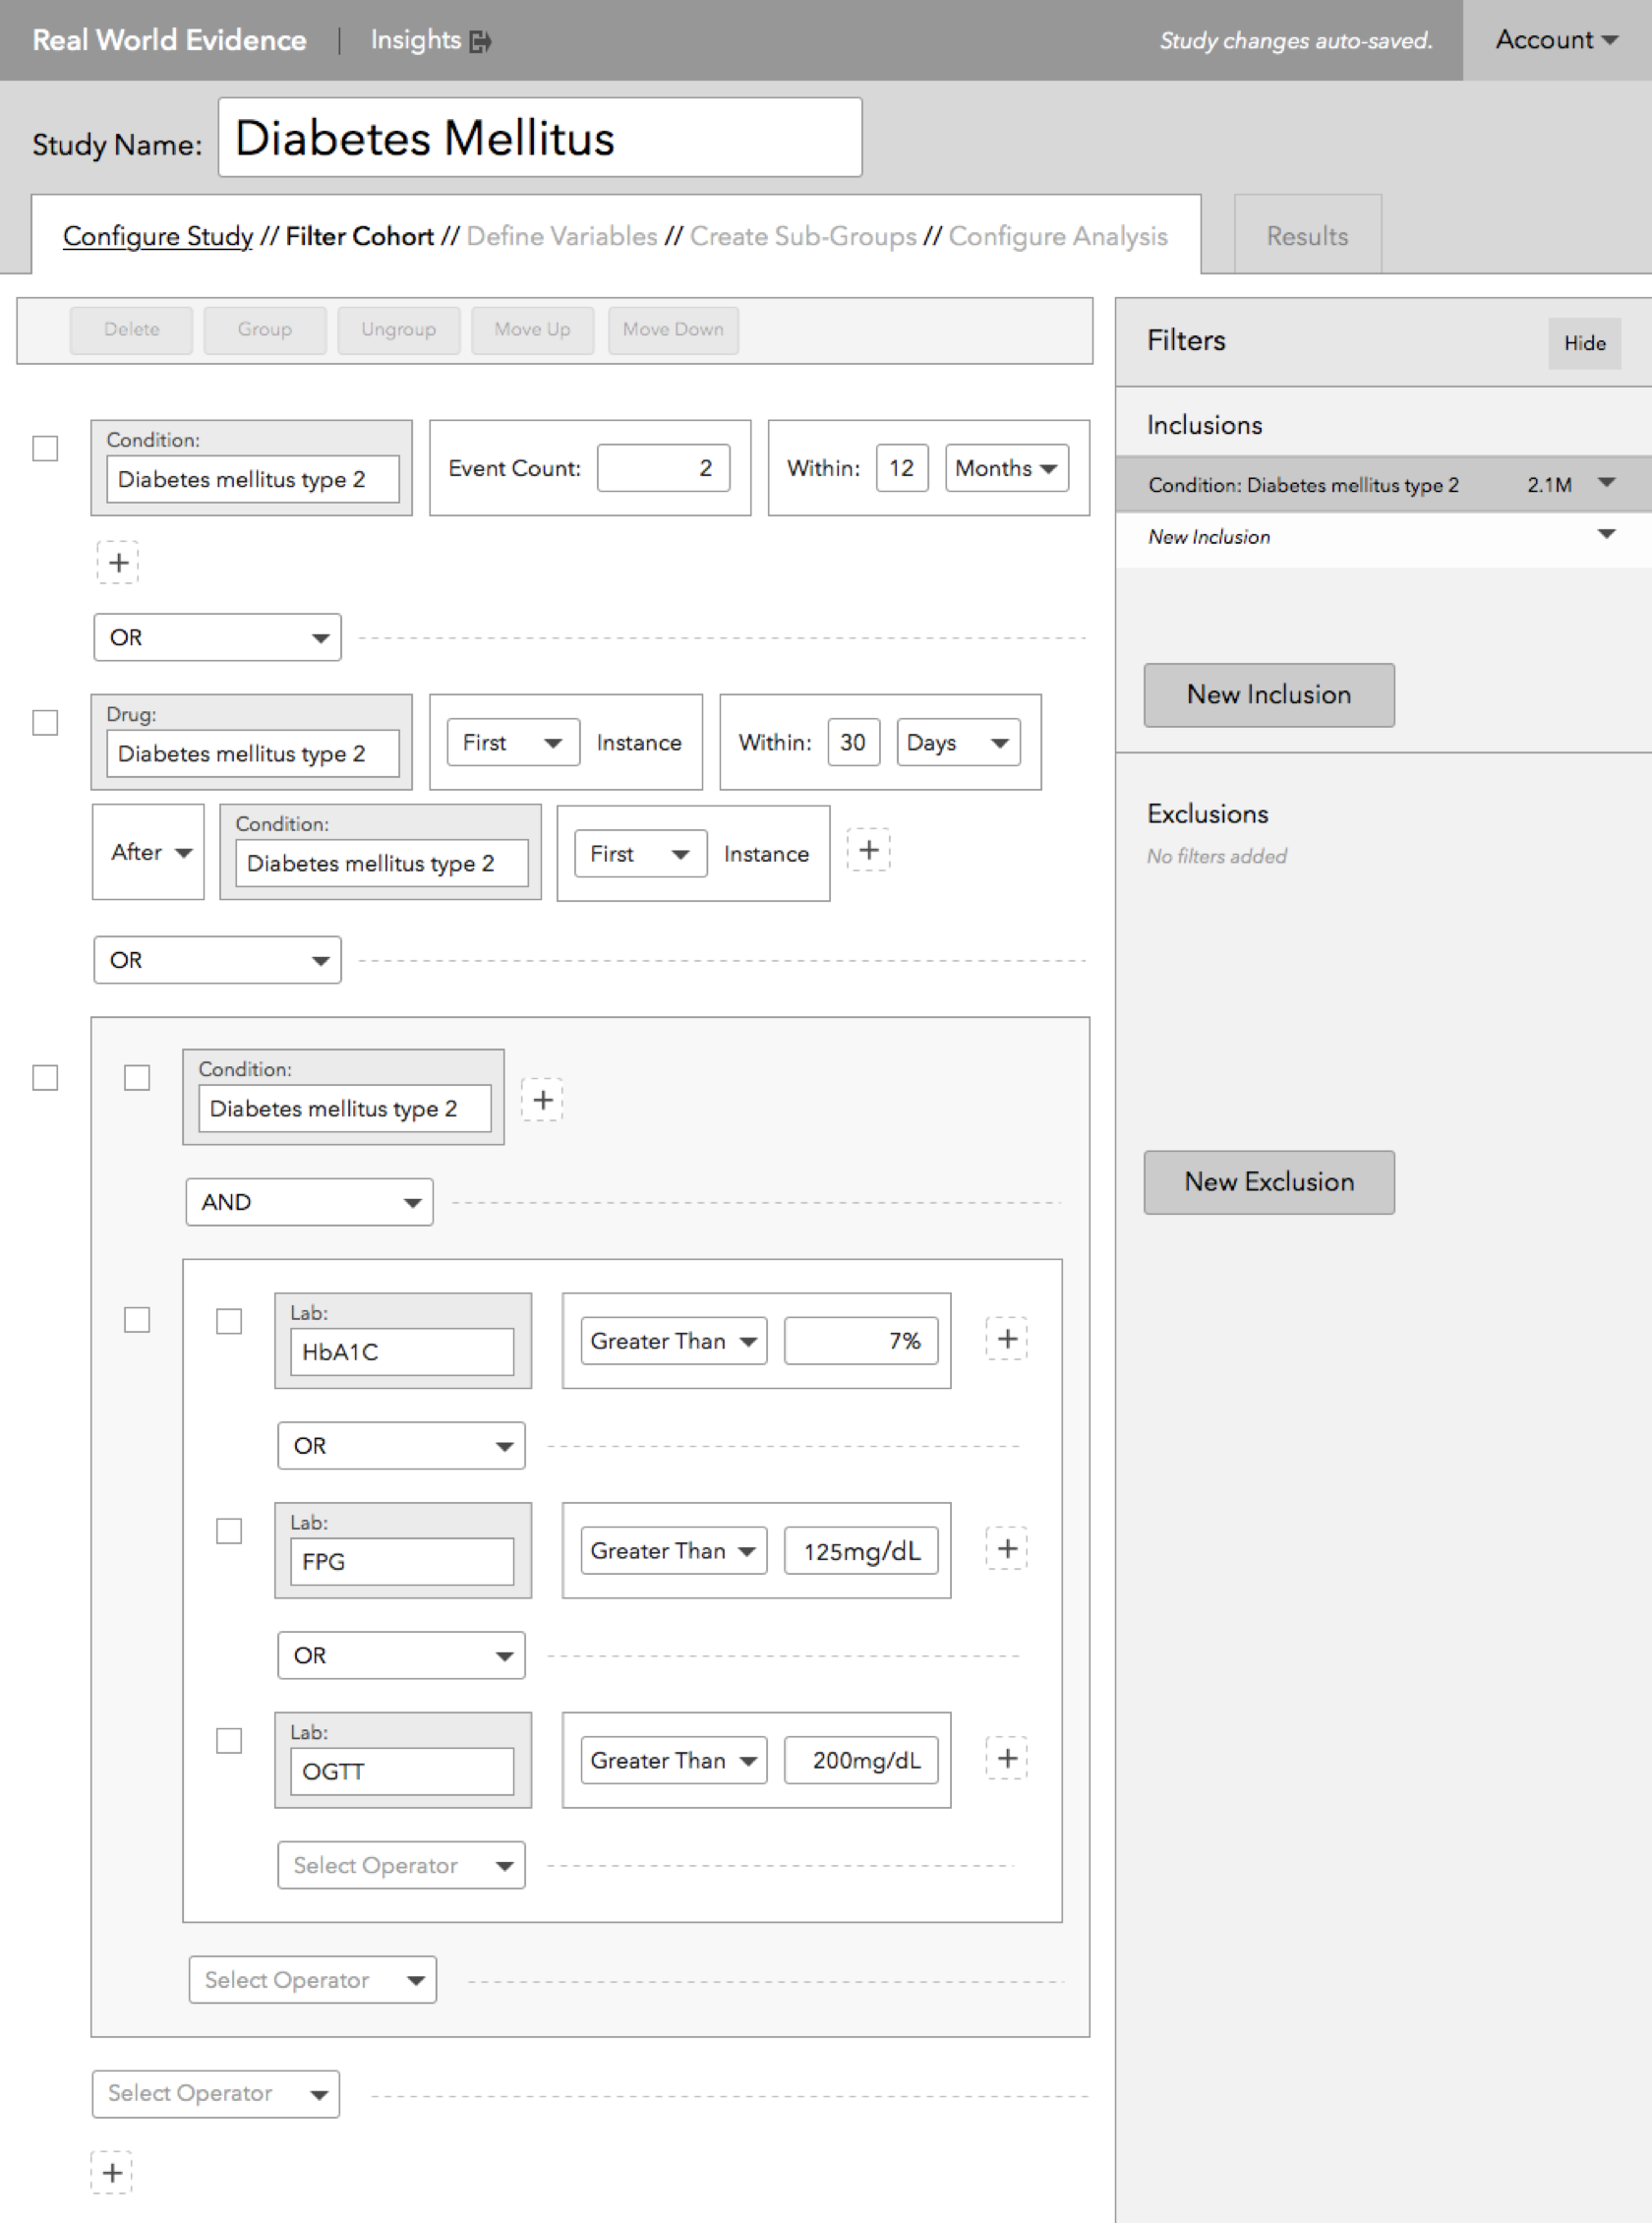 Real World Evidence | Insights Study changes auto-saved. Account
Study Name: Diabetes Mellitus
Configure Study // Filter Cohort // Define Variables // Create Sub-Groups // Configure Analysis Results
Delete Group Ungroup Move Up Move Down
Condition:
Diabetes mellitus type 2
Event Count: 2 Within: 12 Months
+
OR
Drug:
Diabetes mellitus type 2
First Instance Within: 30 Days
After
Condition:
Diabetes mellitus type 2
First Instance +
OR
Condition:
Diabetes mellitus type 2
+
AND
Lab:
HbA1C
Greater Than 7% +
OR
Lab:
FPG
Greater Than 125mg/dL +
OR
Lab:
OGTT
Greater Than 200mg/dL +
Select Operator
Select Operator
Select Operator
+
Filters Hide
Inclusions
Condition: Diabetes mellitus type 2 2.1M
New Inclusion
New Inclusion
Exclusions
No filters added
New Exclusion